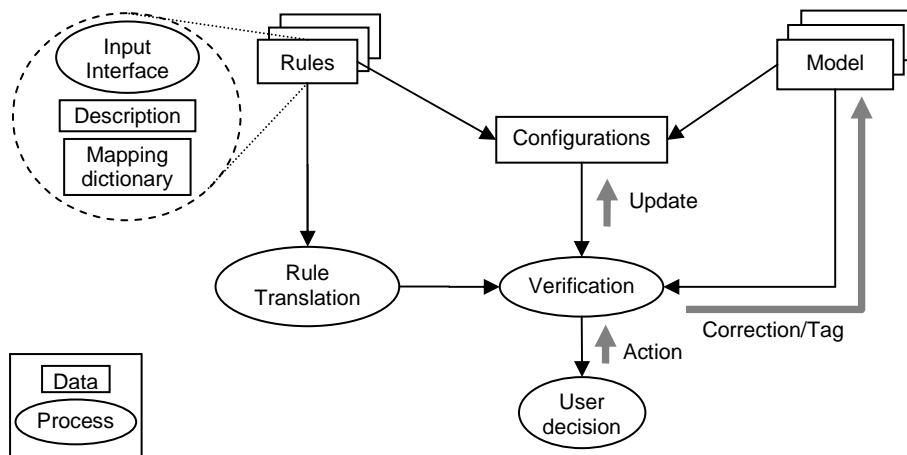 Input
Interface
Description
Mapping
dictionary
Rules
Model
Configurations
Update
Rule
Translation
Verification
Correction/Tag
Action
User
decision
Data
Process